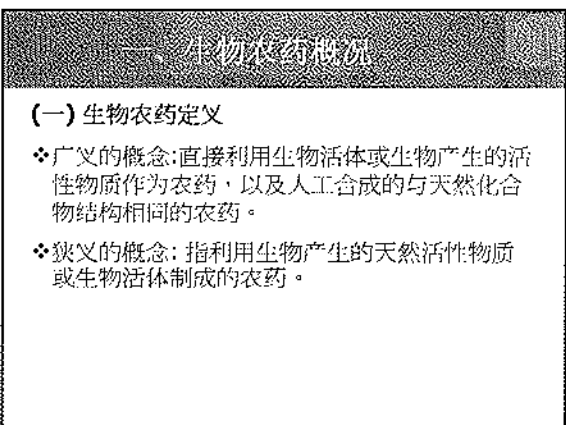 一、生物农药概况
(一) 生物农药定义
❖广义的概念:直接利用生物活体或生物产生的活
性物质作为农药，以及人工合成的与天然化合
物结构相同的农药。
❖狭义的概念: 指利用生物产生的天然活性物质
或生物活体制成的农药。